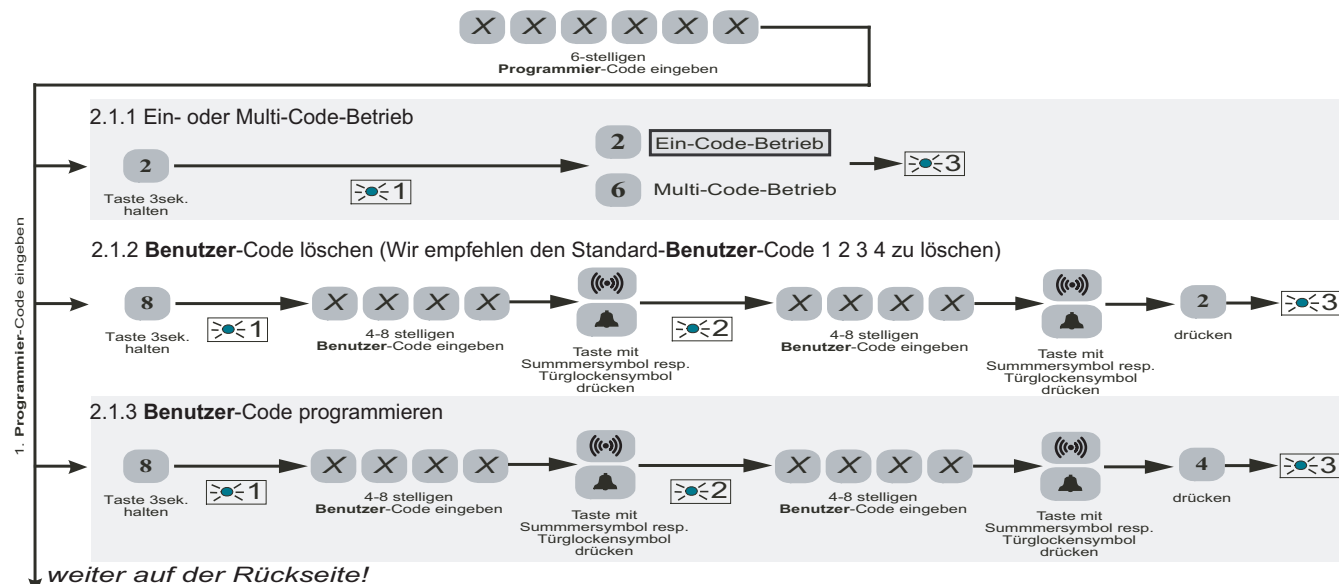 X X X X X X
6-stelligen
Programmier-Code eingeben
1. Programmier-Code eingeben
2.1.1 Ein- oder Multi-Code-Betrieb
2
Taste 3sek.
halten
1
2 Ein-Code-Betrieb
6 Multi-Code-Betrieb
3
2.1.2 Benutzer-Code löschen (Wir empfehlen den Standard-Benutzer-Code 1 2 3 4 zu löschen)
8
Taste 3sek.
halten
1
X X X X
4-8 stelligen
Benutzer-Code eingeben
Taste mit
Summmersymbol resp.
Türglockensymbol
drücken
2
X X X X
4-8 stelligen
Benutzer-Code eingeben
Taste mit
Summmersymbol resp.
Türglockensymbol
drücken
2
drücken
3
2.1.3 Benutzer-Code programmieren
8
Taste 3sek.
halten
1
X X X X
4-8 stelligen
Benutzer-Code eingeben
Taste mit
Summmersymbol resp.
Türglockensymbol
drücken
2
X X X X
4-8 stelligen
Benutzer-Code eingeben
Taste mit
Summmersymbol resp.
Türglockensymbol
drücken
4
drücken
3
weiter auf der Rückseite!